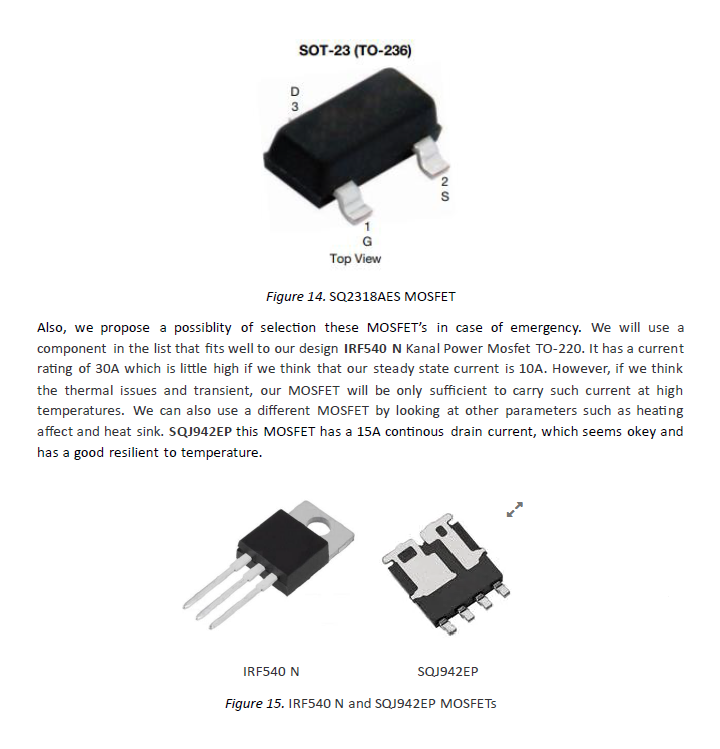 SOT-23 (TO-236)
D
3
2
S
1
G
Top View
Figure 14. SQ2318AES MOSFET
Also, we propose a possiblity of selection these MOSFET’s in case of emergency. We will use a
component in the list that fits well to our design IRF540 N Kanal Power Mosfet TO-220. It has a current
rating of 30A which is little high if we think that our steady state current is 10A. However, if we think
the thermal issues and transient, our MOSFET will be only sufficient to carry such current at high
temperatures. We can also use a different MOSFET by looking at other parameters such as heating
affect and heat sink. SQJ942EP this MOSFET has a 15A continous drain current, which seems okey and
has a good resilient to temperature.
IRF540 N SQJ942EP
Figure 15. IRF540 N and SQJ942EP MOSFETs